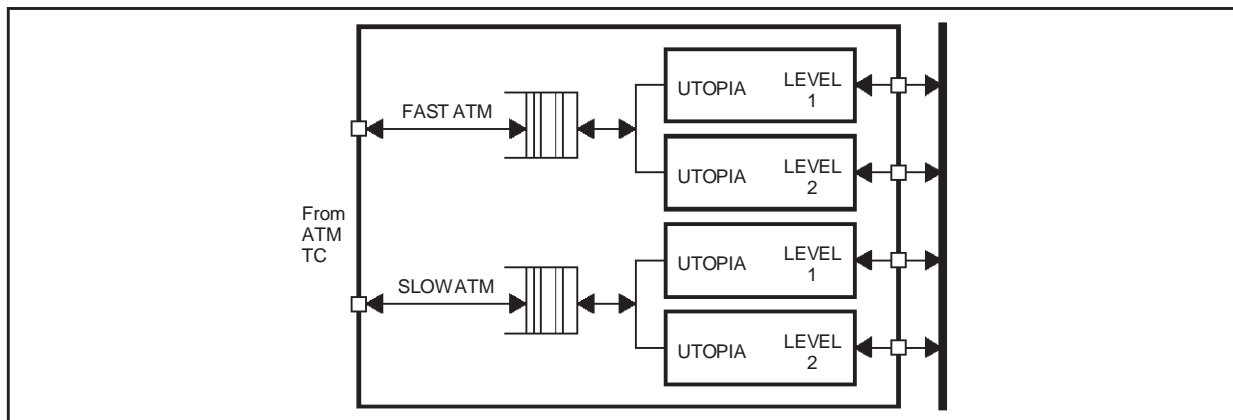 UTOPIA LEVEL
1
FAST ATM
UTOPIA LEVEL
2
From
ATM
TC
UTOPIA LEVEL
1
SLOW ATM
UTOPIA LEVEL
2